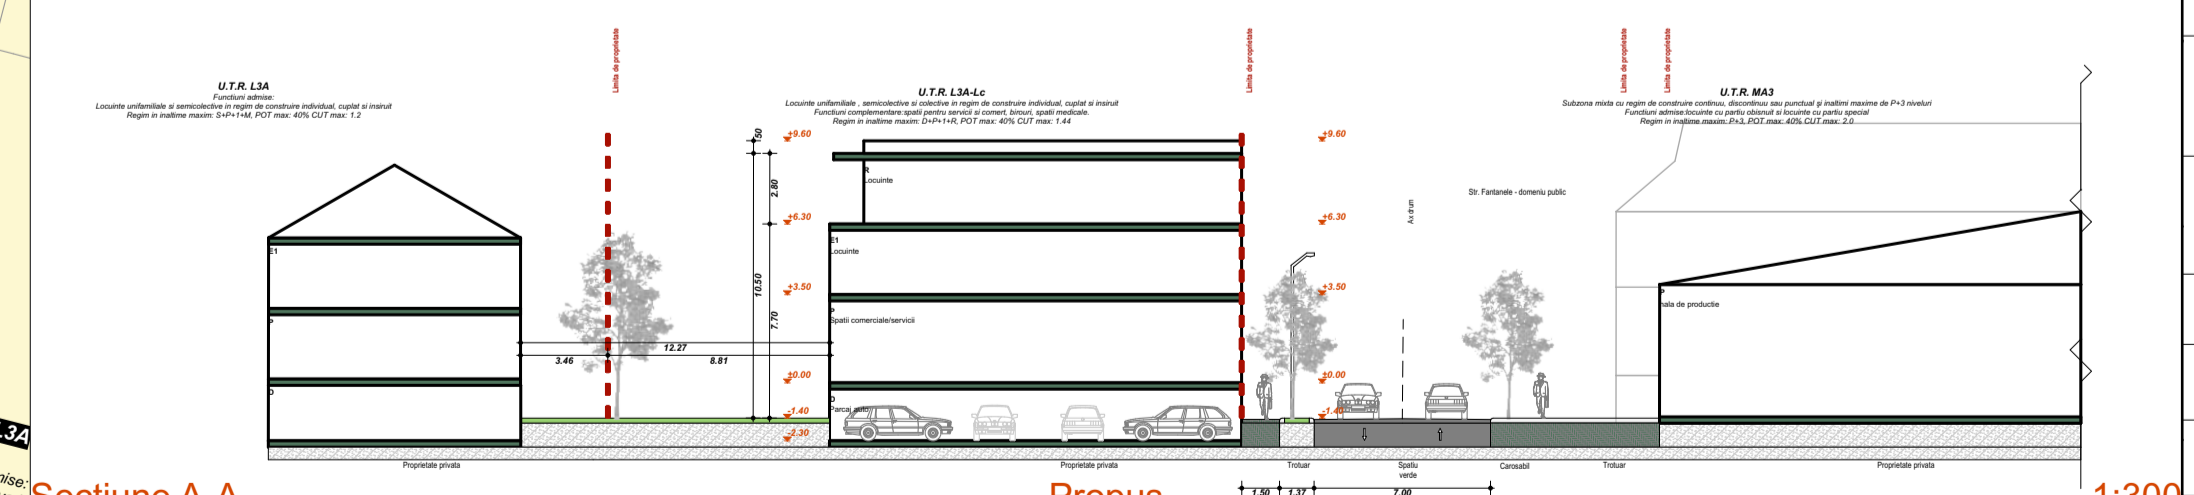 Limita de proprietate
Limita de proprietate
Limita de proprietate
Limita de proprietate
U.T.R. L3A
Functiuni admise:
Locuinte unifamiliale si semicolective in regim de construire individual, cuplat si insiruit
Regim in inaltime maxim: S+P+1+M, POT max: 40% CUT max: 1.2
U.T.R. L3A-Lc
Locuinte unifamiliale , semicolective si colective in regim de construire individual, cuplat si insiruit
Functiuni complementare:spatii pentru servicii si comert, birouri, spatii medicale.
Regim in inaltime maxim: D+P+1+R, POT max: 40% CUT max: 1.44
U.T.R. MA3
Subzona mixta cu regim de construire continuu, discontinuu sau punctual şi inaltimi maxime de P+3 niveluri
Functiuni admise:locuinte cu partiu obisnuit si locuinte cu partiu special
Regim in inaltime maxim: P+3, POT max: 40% CUT max: 2.0
50
+9.60
+9.60
2.80
R
Locuinte
Str. Fantanele - domeniu public
Ax drum
+6.30
+6.30
E1
E1
Locuinte
10.50
+3.50
+3.50
7.70
P
Spatii comerciale/servicii
P
hala de productie
12.27
3.46
8.81
±0.00
±0.00
D
D
Parcaj auto
-1.40
-1.40
-2.30
L3A
Proprietate privata
Proprietate privata
Trotuar
Spatiu
verde
Carosabil
Trotuar
Proprietate privata
1.50
1.37
7.00
Sectiune A-A
Propus
1:300